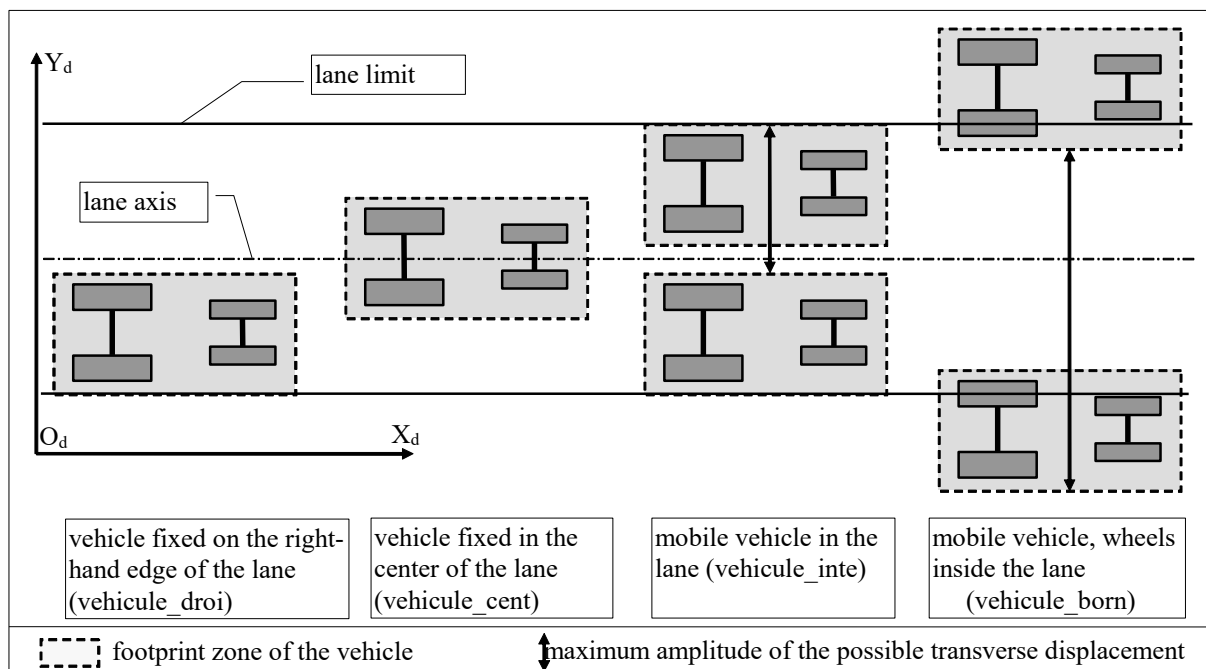 Yd
lane limit
lane axis
Od
Xd
vehicle fixed on the right-
hand edge of the lane
(vehicule_droi)
vehicle fixed in the
center of the lane
(vehicule_cent)
mobile vehicle in the
lane (vehicule_inte)
mobile vehicle, wheels
inside the lane
(vehicule_born)
footprint zone of the vehicle
maximum amplitude of the possible transverse displacement